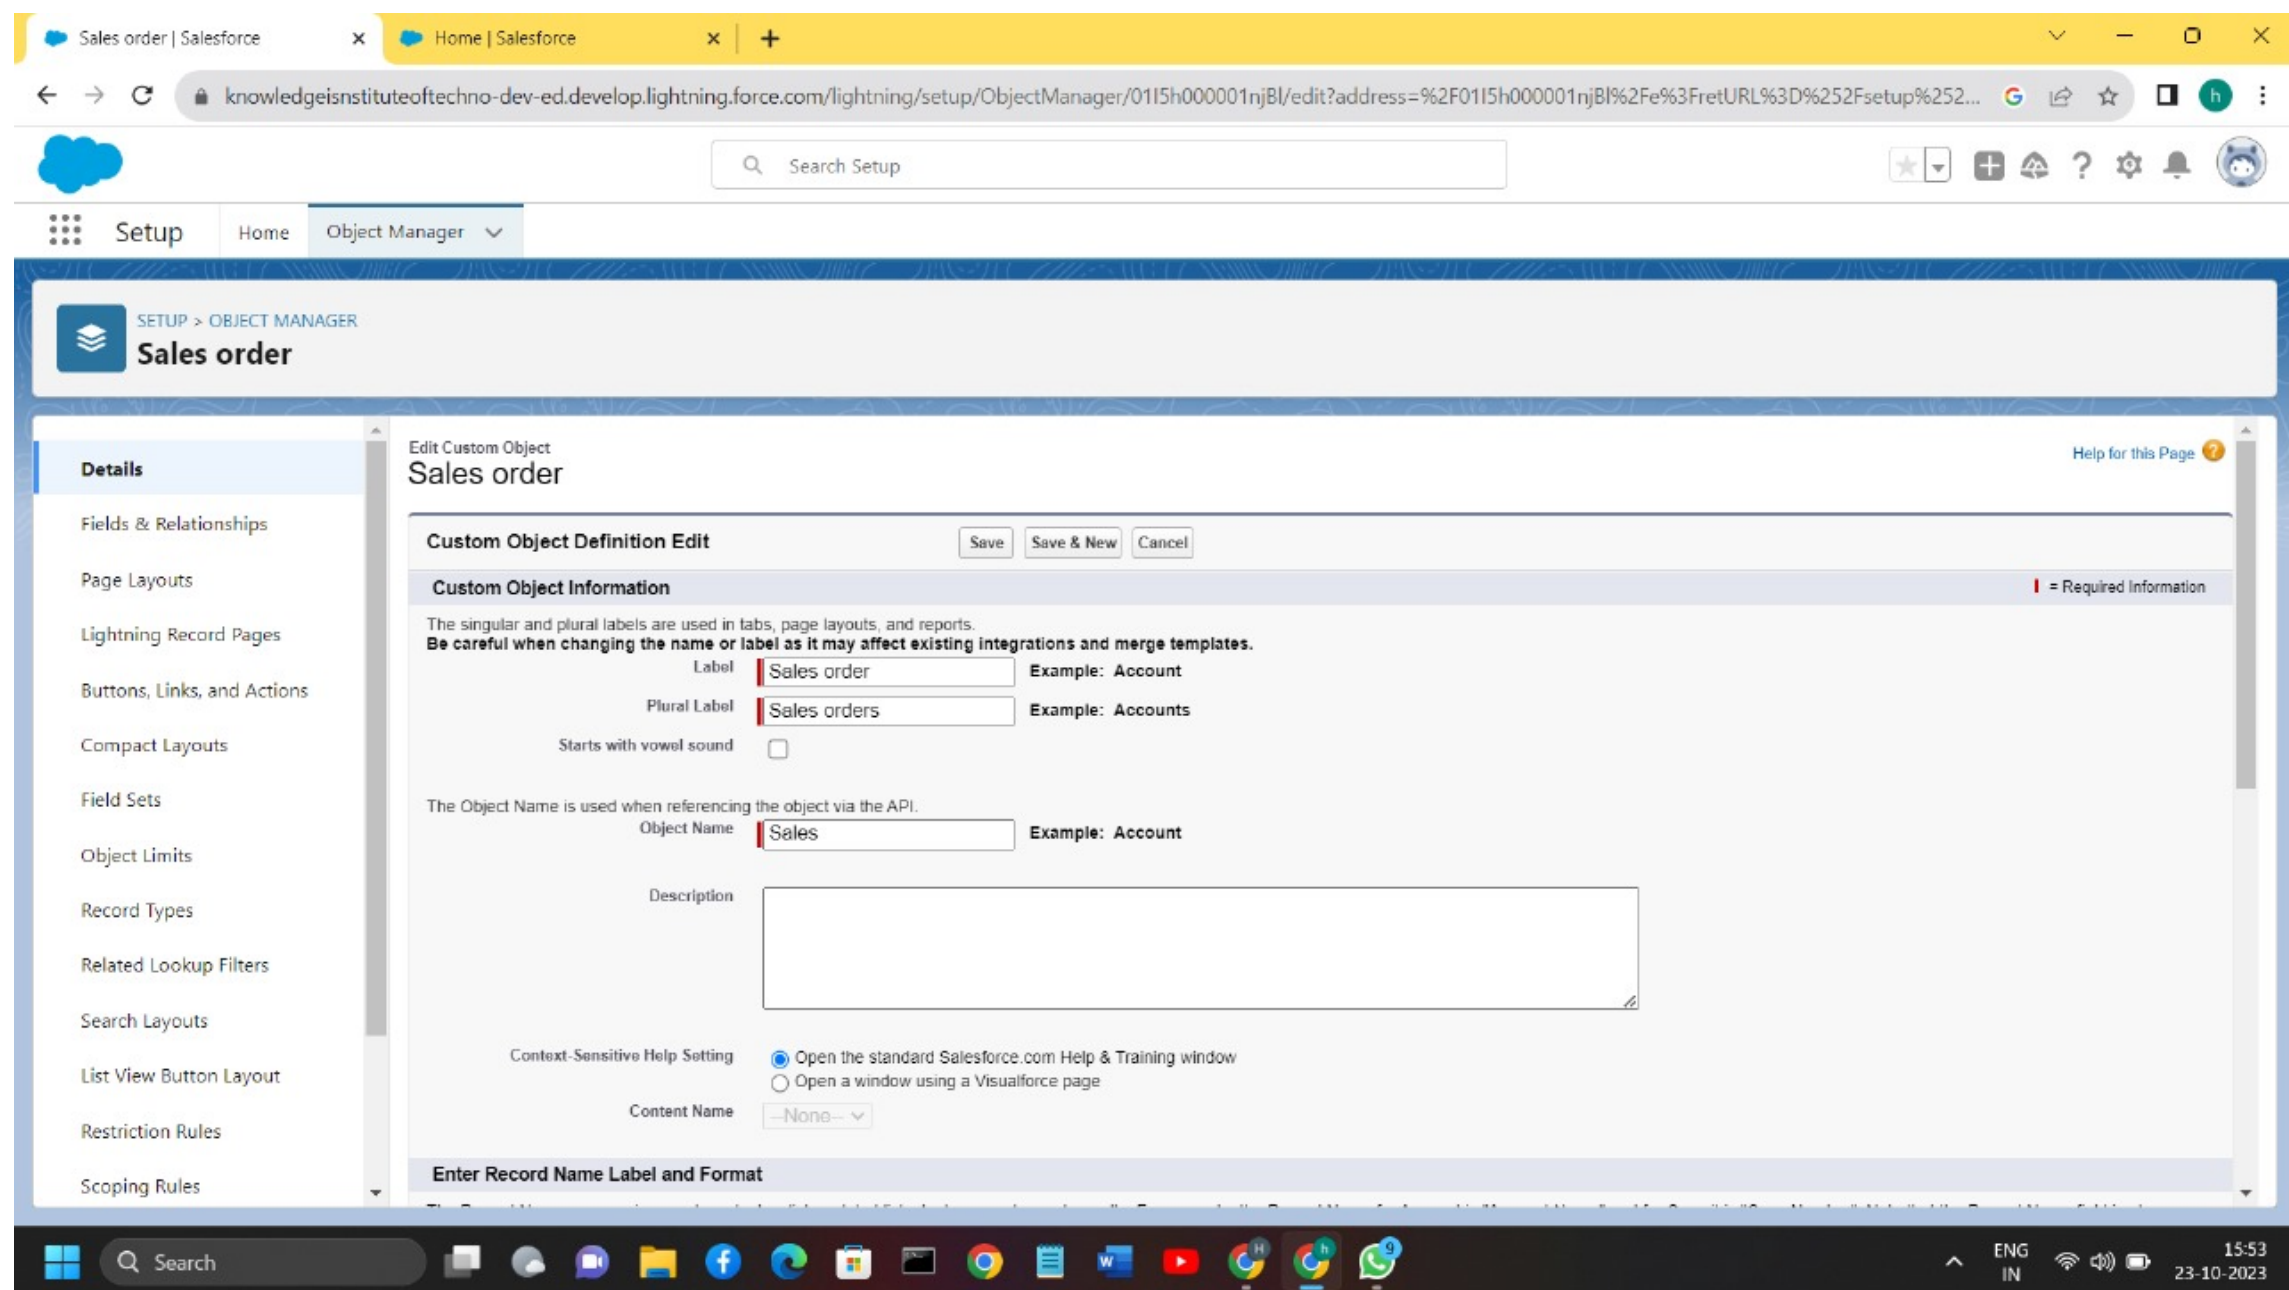 Sales order | Salesforce
Home | Salesforce
knowledgeisnstituteoftechno-dev-ed.develop.lightning.force.com/lightning/setup/ObjectManager/01I5h000001njBl/edit?address=%2F01I5h000001njBl%2Fe%3FretURL%3D%252Fsetup%252...
h
Search Setup
Setup
Home
Object Manager
SETUP > OBJECT MANAGER
Sales order
Details
Fields & Relationships
Page Layouts
Lightning Record Pages
Buttons, Links, and Actions
Compact Layouts
Field Sets
Object Limits
Record Types
Related Lookup Filters
Search Layouts
List View Button Layout
Restriction Rules
Scoping Rules
Edit Custom Object
Sales order
Help for this Page
Custom Object Definition Edit
Save
Save & New
Cancel
Custom Object Information
= Required Information
The singular and plural labels are used in tabs, page layouts, and reports.
Be careful when changing the name or label as it may affect existing integrations and merge templates.
Label
Sales order
Example: Account
Plural Label
Sales orders
Example: Accounts
Starts with vowel sound
The Object Name is used when referencing the object via the API.
Object Name
Sales
Example: Account
Description
Context-Sensitive Help Setting
Open the standard Salesforce.com Help & Training window
Open a window using a Visualforce page
Content Name
--None--
Enter Record Name Label and Format
Search
H
h
9
ENG
IN
15:53
23-10-2023